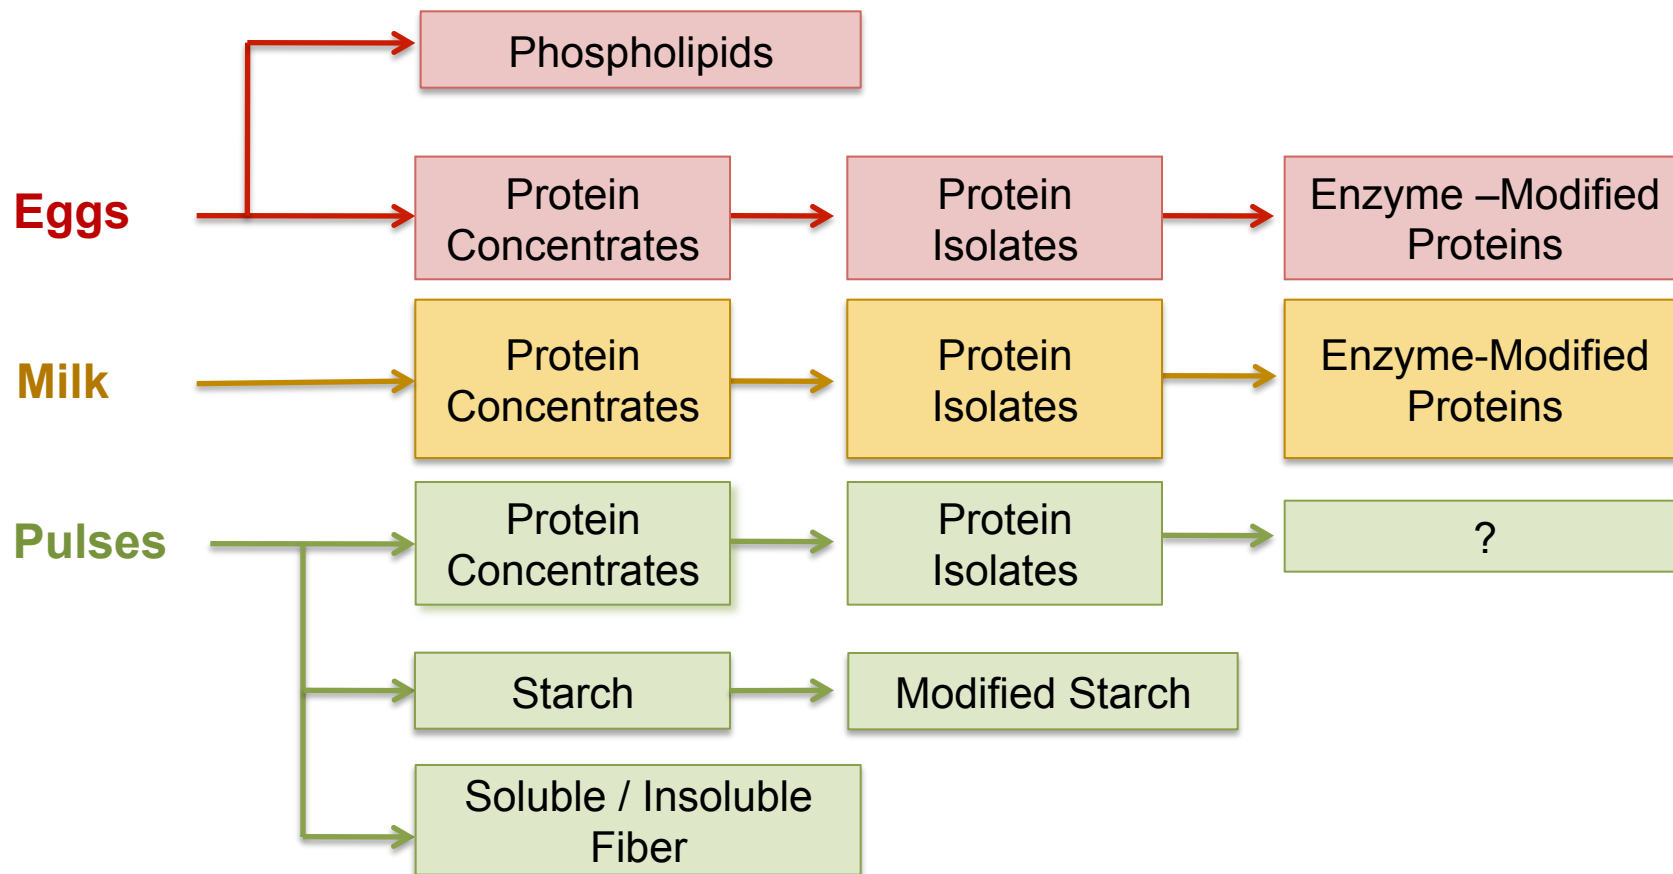 Phospholipids
Eggs
Protein
Concentrates
Protein
Isolates
Enzyme –Modified
Proteins
Milk
Protein
Concentrates
Protein
Isolates
Enzyme-Modified
Proteins
Pulses
Protein
Concentrates
Protein
Isolates
?
Starch
Modified Starch
Soluble / Insoluble
Fiber